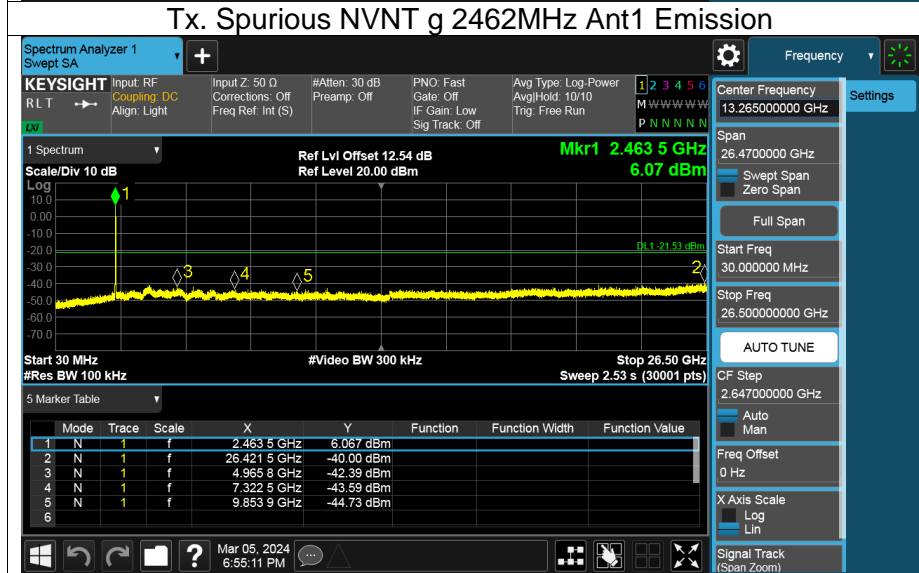 Tx. Spurious NVNT g 2462MHz Ant1 Emission
Spectrum Analyzer 1
Swept SA
+
Frequency
KEYSIGHT
RLT
LXI
Input: RF
Coupling: DC
Align: Light
Input Z: 50 Ω
Corrections: Off
Freq Ref: Int (S)
#Atten: 30 dB
Preamp: Off
PNO: Fast
Gate: Off
IF Gain: Low
Sig Track: Off
Avg Type: Log-Power
Avg|Hold: 10/10
Trig: Free Run
1 2 3 4 5 6
M W W W W W
P N N N N N
1 Spectrum
Scale/Div 10 dB
Ref Lvl Offset 12.54 dB
Ref Level 20.00 dBm
Mkr1 2.463 5 GHz
6.07 dBm
Log
10.0
0.00
-10.0
-20.0
-30.0
-40.0
-50.0
-60.0
-70.0
1
DL1 -21.53 dBm
3
4
5
2
Start 30 MHz
#Res BW 100 kHz
#Video BW 300 kHz
Stop 26.50 GHz
Sweep 2.53 s (30001 pts)
5 Marker Table
Mode Trace Scale X Y Function Function Width Function Value
1 N 1 f 2.463 5 GHz 6.067 dBm
2 N 1 f 26.421 5 GHz -40.00 dBm
3 N 1 f 4.965 8 GHz -42.39 dBm
4 N 1 f 7.322 5 GHz -43.59 dBm
5 N 1 f 9.853 9 GHz -44.73 dBm
6
?
Mar 05, 2024
6:55:11 PM
Center Frequency
13.265000000 GHz
Settings
Span
26.4700000 GHz
Swept Span
Zero Span
Full Span
Start Freq
30.000000 MHz
Stop Freq
26.500000000 GHz
AUTO TUNE
CF Step
2.647000000 GHz
Auto
Man
Freq Offset
0 Hz
X Axis Scale
Log
Lin
Signal Track
(Span Zoom)